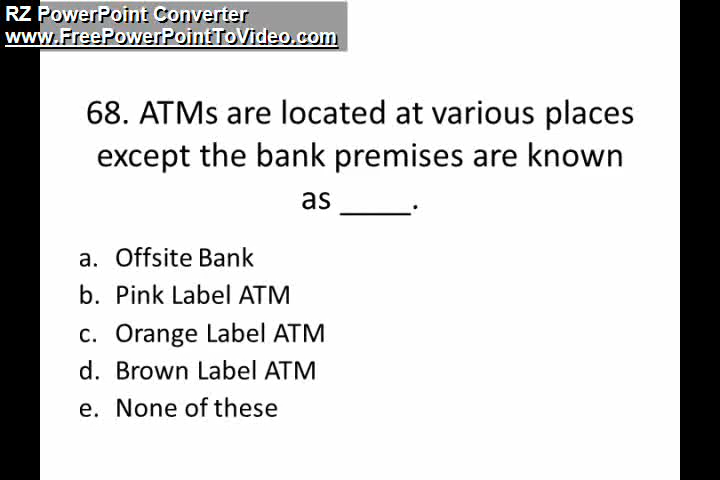 RZ PowerPoint Converter
www.FreePowerPointToVideo.com
68. ATMs are located at various places
except the bank premises are known
as ____.
a. Offsite Bank
b. Pink Label ATM
c. Orange Label ATM
d. Brown Label ATM
e. None of these